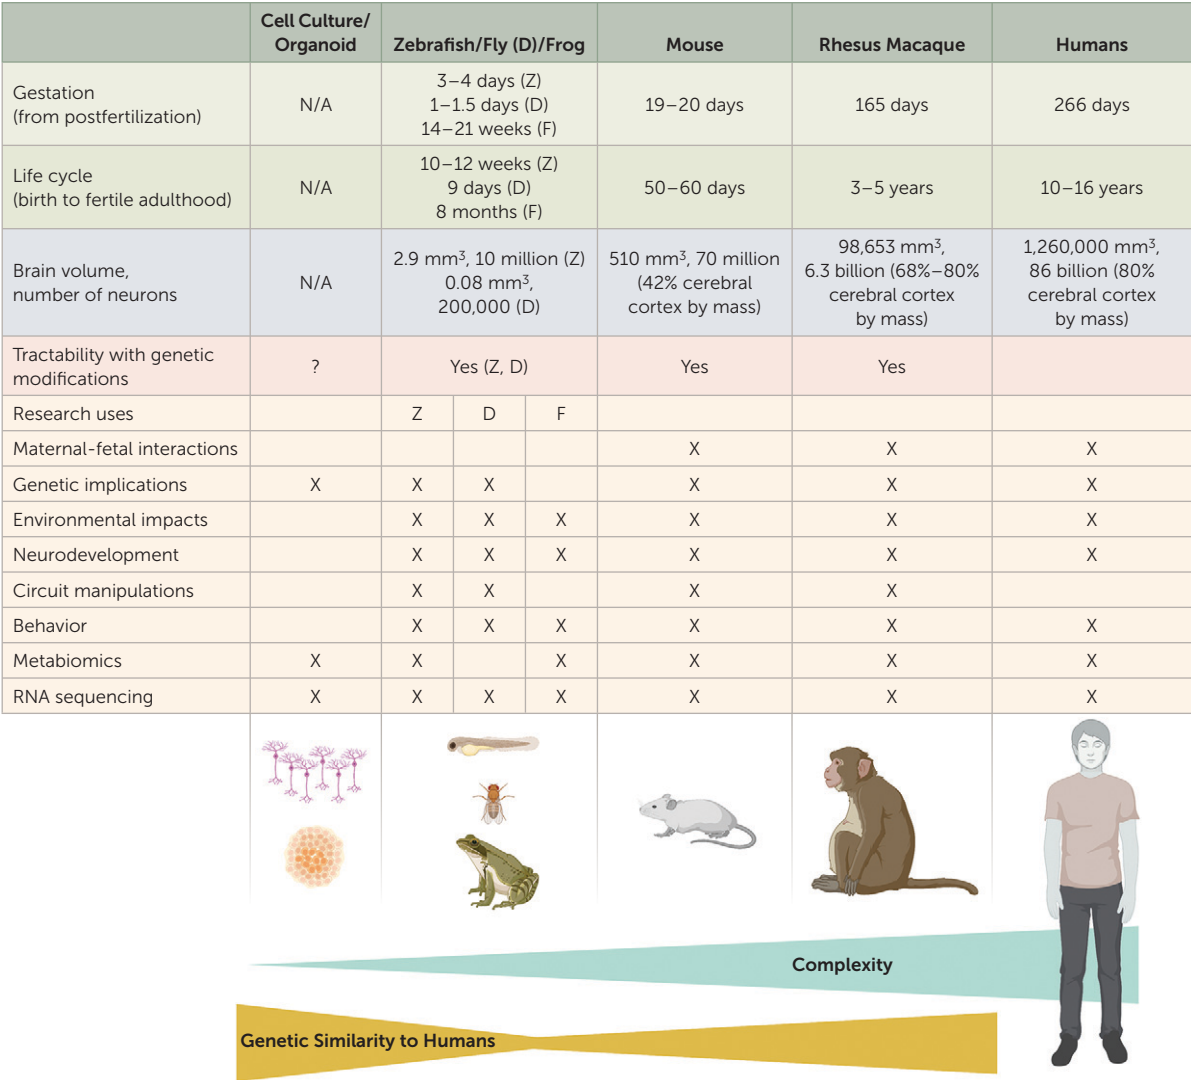 Cell Culture/
Organoid
Zebrafish/Fly (D)/Frog
Mouse
Rhesus Macaque
Humans
Gestation
(from postfertilization)
N/A
3–4 days (Z)
1–1.5 days (D)
14–21 weeks (F)
19–20 days
165 days
266 days
Life cycle
(birth to fertile adulthood)
N/A
10–12 weeks (Z)
9 days (D)
8 months (F)
50–60 days
3–5 years
10–16 years
Brain volume,
number of neurons
N/A
2.9 mm³, 10 million (Z)
0.08 mm³,
200,000 (D)
510 mm³, 70 million
(42% cerebral
cortex by mass)
98,653 mm³,
6.3 billion (68%–80%
cerebral cortex
by mass)
1,260,000 mm³,
86 billion (80%
cerebral cortex
by mass)
Tractability with genetic
modifications
?
Yes (Z, D)
Yes
Yes
Research uses Z D F
Maternal-fetal interactions X X X
Genetic implications X X X X X X
Environmental impacts X X X X X X
Neurodevelopment X X X X X X
Circuit manipulations X X X X
Behavior X X X X X X
Metabiomics X X X X X X
RNA sequencing X X X X X X X
Complexity
Genetic Similarity to Humans